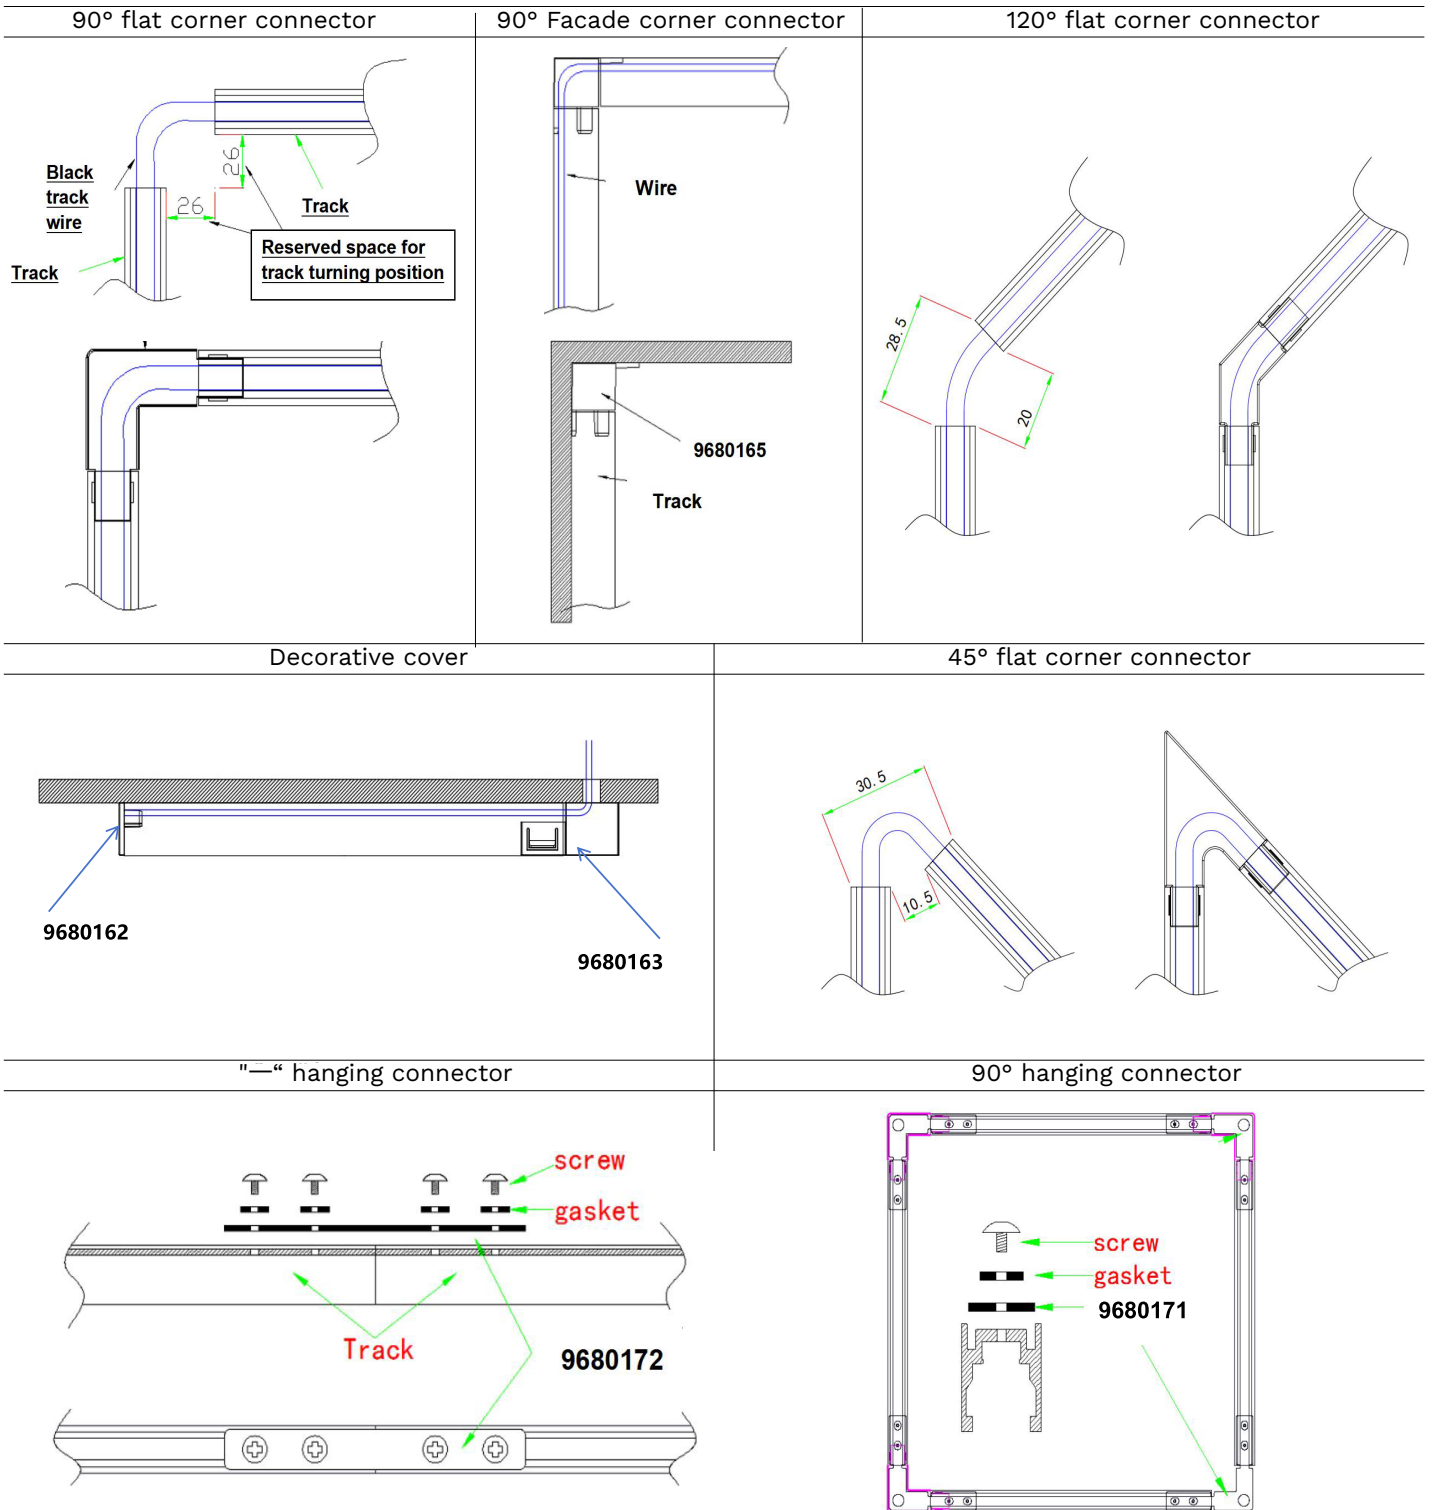 90° flat corner connector
90° Facade corner connector
120° flat corner connector
Black
track
wire
26
26
Track
Track
Reserved space for
track turning position
Wire
9680165
Track
28.5
20
Decorative cover
45° flat corner connector
9680162
9680163
30.5
10.5
"一“ hanging connector
90° hanging connector
screw
gasket
Track
9680172
screw
gasket
9680171